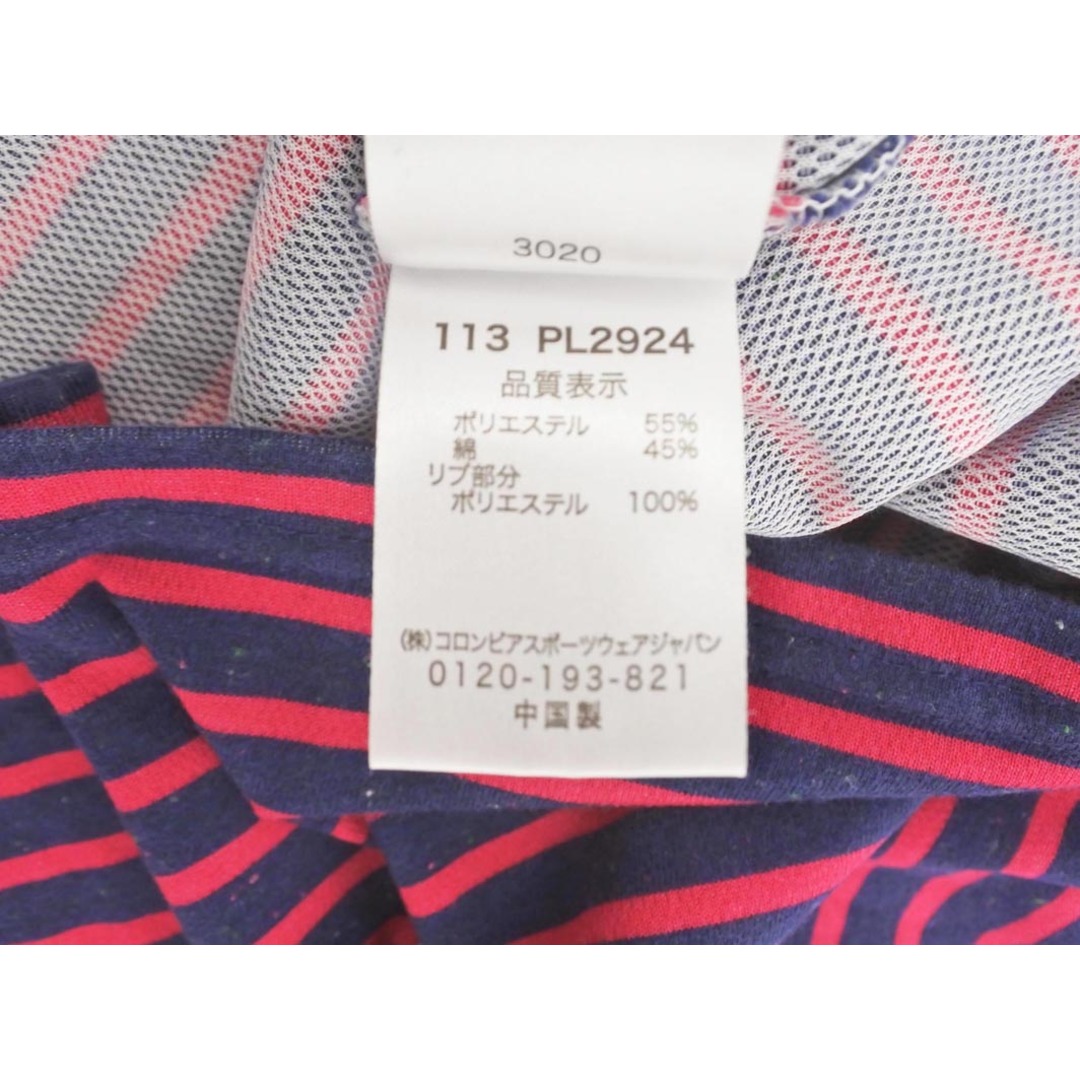 3020
113 PL2924
品質表示
ポリエステル 55%
綿 45%
リブ部分
ポリエステル 100%
(株)コロンビアスポーツウェアジャパン
0120-193-821
中国製